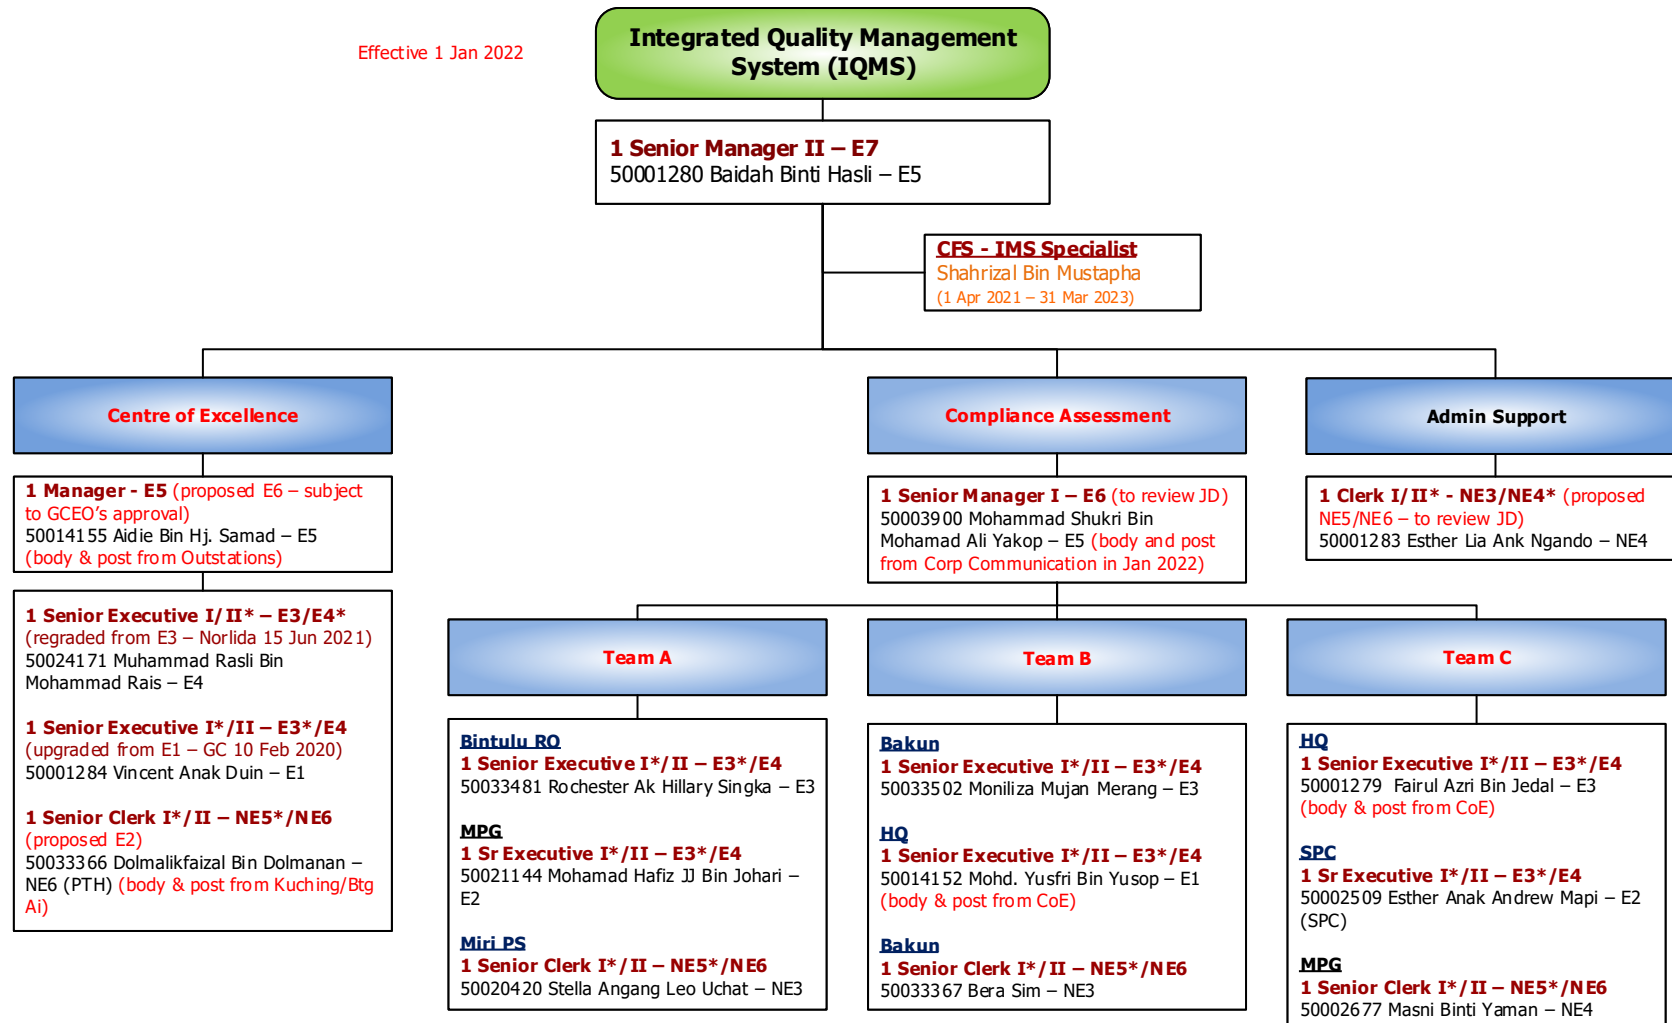 Effective 1 Jan 2022
Integrated Quality Management
System (IQMS)
1 Senior Manager II – E7
50001280 Baidah Binti Hasli – E5
CFS - IMS Specialist
Shahrizal Bin Mustapha
(1 Apr 2021 – 31 Mar 2023)
Centre of Excellence
1 Manager - E5 (proposed E6 – subject
to GCEO's approval)
50014155 Aidie Bin Hj. Samad – E5
(body & post from Outstations)
1 Senior Executive I/II* – E3/E4*
(regraded from E3 – Norlida 15 Jun 2021)
50024171 Muhammad Rasli Bin
Mohammad Rais – E4
1 Senior Executive I*/II – E3*/E4
(upgraded from E1 – GC 10 Feb 2020)
50001284 Vincent Anak Duin – E1
1 Senior Clerk I*/II – NE5*/NE6
(proposed E2)
50033366 Dolmalikfaizal Bin Dolmanan –
NE6 (PTH) (body & post from Kuching/Btg
Ai)
Compliance Assessment
1 Senior Manager I – E6 (to review JD)
50003900 Mohammad Shukri Bin
Mohamad Ali Yakop – E5 (body and post
from Corp Communication in Jan 2022)
Admin Support
1 Clerk I/II* - NE3/NE4* (proposed
NE5/NE6 – to review JD)
50001283 Esther Lia Ank Ngando – NE4
Team A
Bintulu RO
1 Senior Executive I*/II – E3*/E4
50033481 Rochester Ak Hillary Singka – E3
MPG
1 Sr Executive I*/II – E3*/E4
50021144 Mohamad Hafiz JJ Bin Johari –
E2
Miri PS
1 Senior Clerk I*/II – NE5*/NE6
50020420 Stella Angang Leo Uchat – NE3
Team B
Bakun
1 Senior Executive I*/II – E3*/E4
50033502 Moniliza Mujan Merang – E3
HQ
1 Senior Executive I*/II – E3*/E4
50014152 Mohd. Yusfri Bin Yusop – E1
(body & post from CoE)
Bakun
1 Senior Clerk I*/II – NE5*/NE6
50033367 Bera Sim – NE3
Team C
HQ
1 Senior Executive I*/II – E3*/E4
50001279 Fairul Azri Bin Jedal – E3
(body & post from CoE)
SPC
1 Sr Executive I*/II – E3*/E4
50002509 Esther Anak Andrew Mapi – E2
(SPC)
MPG
1 Senior Clerk I*/II – NE5*/NE6
50002677 Masni Binti Yaman – NE4